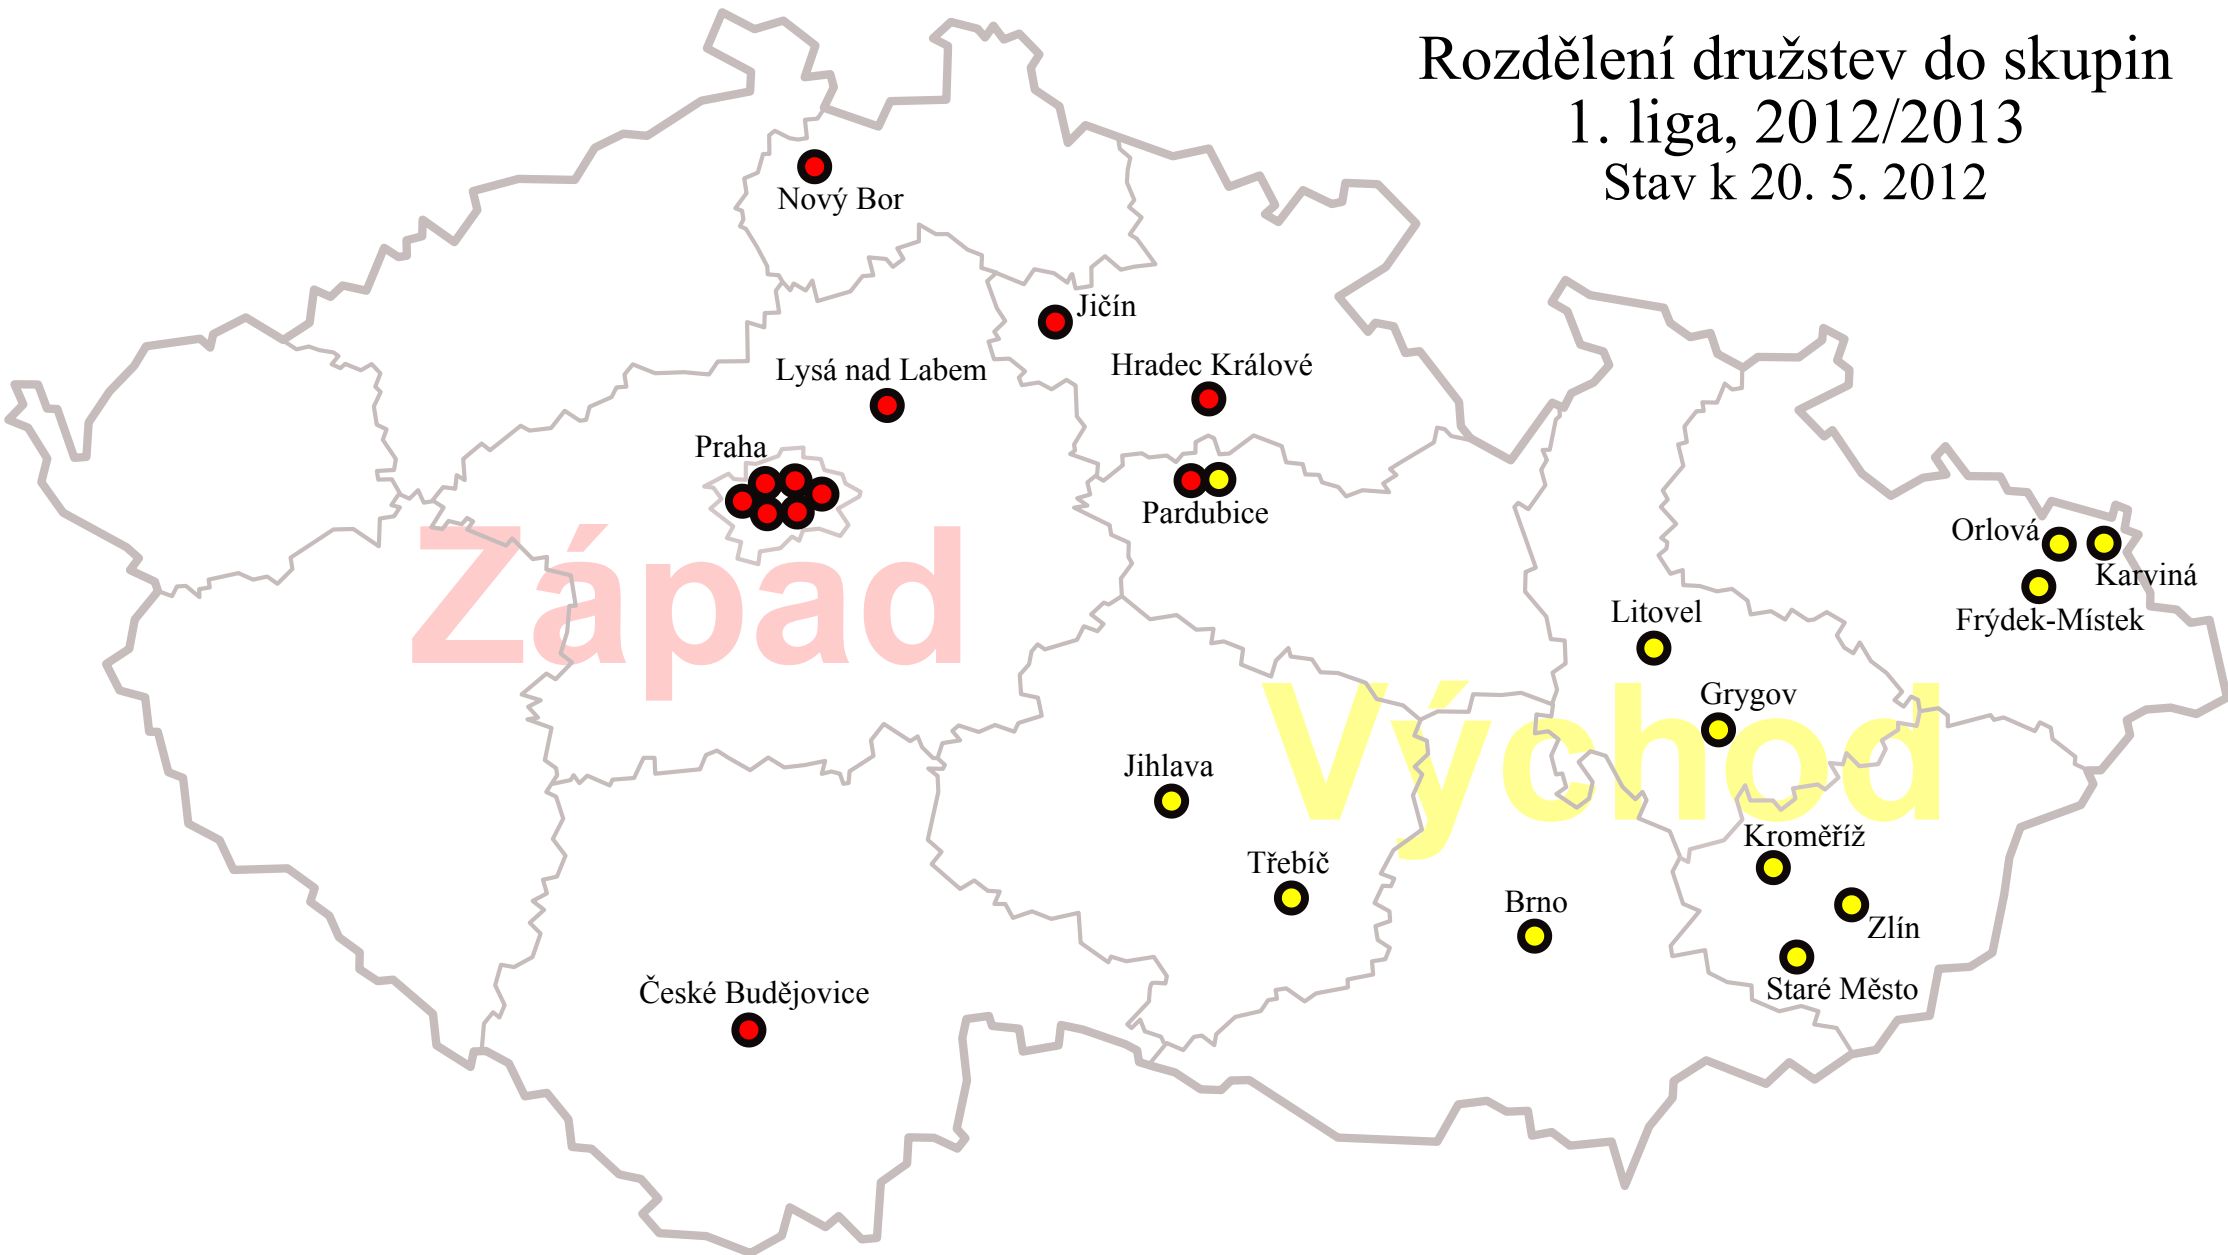 Rozdělení družstev do skupin
1. liga, 2012/2013
Stav k 20. 5. 2012
Nový Bor
Jičín
Lysá nad Labem
Hradec Králové
Praha
Pardubice
Západ
Orlová
Karviná
Frýdek-Místek
Litovel
Grygov
Východ
Jihlava
Kroměříž
Třebíč
Brno
Zlín
Staré Město
České Budějovice